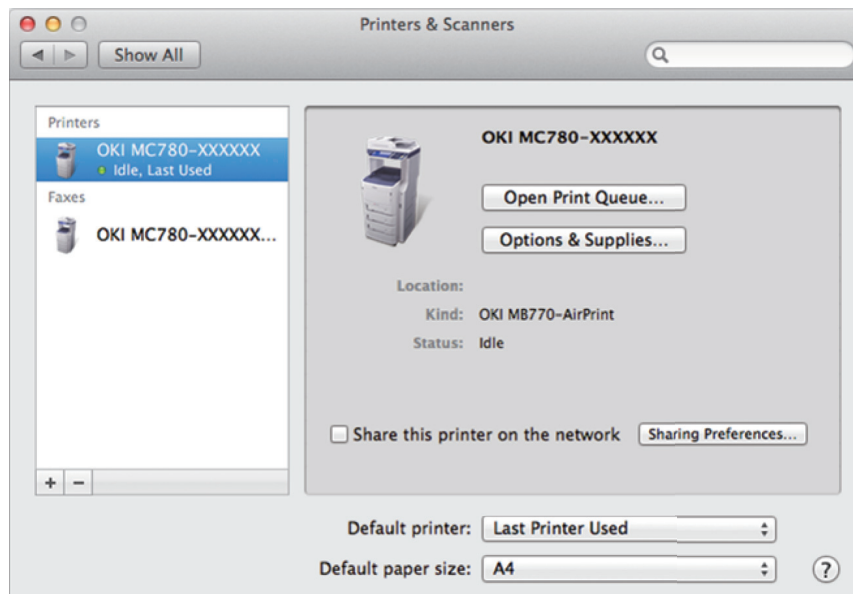 Printers & Scanners
Show All
Printers
OKI MC780-XXXXXX
Idle, Last Used
Faxes
OKI MC780-XXXXXX...
OKI MC780-XXXXXX
Open Print Queue...
Options & Supplies...
Location:
Kind: OKI MB770-AirPrint
Status: Idle
Share this printer on the network Sharing Preferences...
+ −
Default printer: Last Printer Used
Default paper size: A4 ?